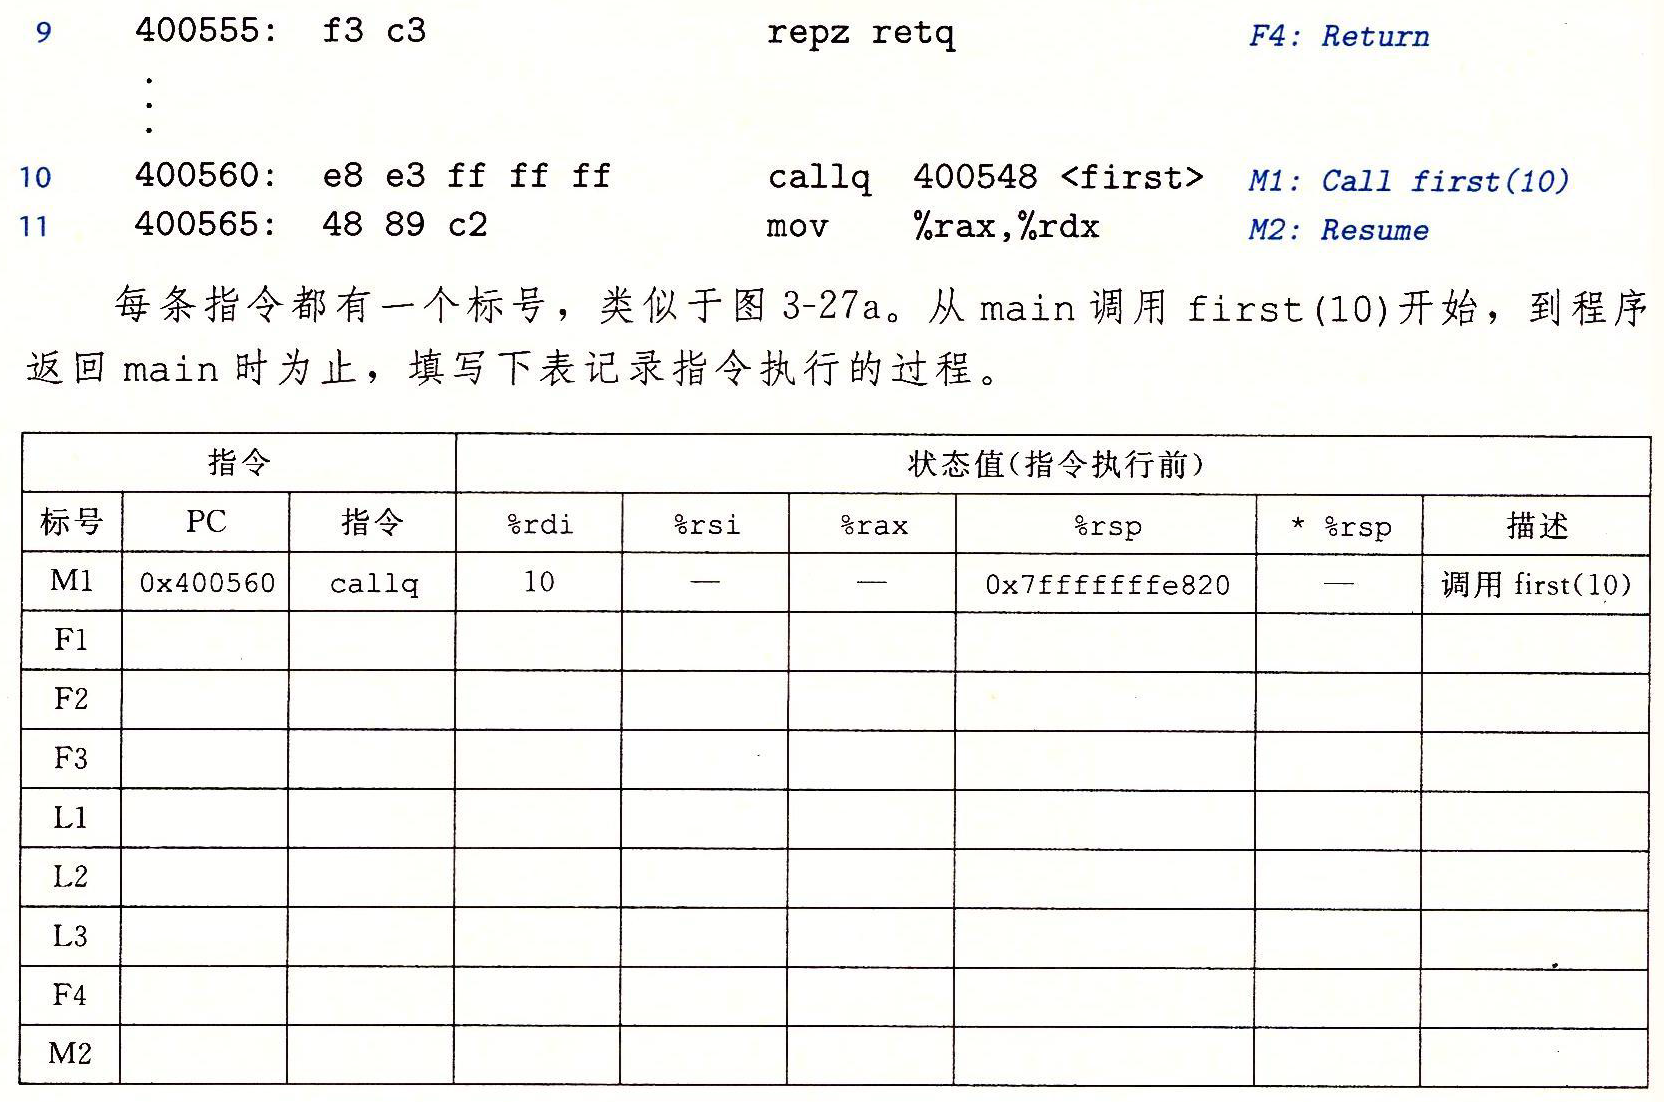 9 400555: f3 c3 repz retq F4: Return
10 400560: e8 e3 ff ff ff callq 400548 <first> M1: Call first(10)
11 400565: 48 89 c2 mov %rax,%rdx M2: Resume
每条指令都有一个标号，类似于图 3-27a。从 main 调用 first(10)开始，到程序
返回 main 时为止，填写下表记录指令执行的过程。
指令 状态值(指令执行前)
标号 PC 指令 %rdi %rsi %rax %rsp * %rsp 描述
M1 0x400560 callq 10 — — 0x7fffffffe820 — 调用 first(10)
F1
F2
F3
L1
L2
L3
F4
M2